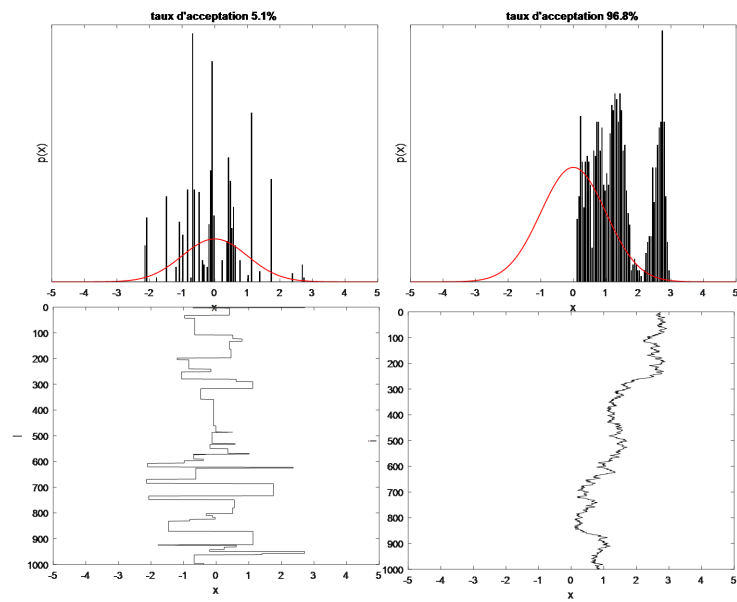 taux d'acceptation 5.1%
taux d'acceptation 96.8%
p(x)
p(x)
-5 -4 -3 -2 -1 0 1 2 3 4 5
x
-5 -4 -3 -2 -1 0 1 2 3 4 5
x
0
100
200
300
400
500
600
700
800
900
1000
i
-5 -4 -3 -2 -1 0 1 2 3 4 5
x
0
100
200
300
400
500
600
700
800
900
1000
i
-5 -4 -3 -2 -1 0 1 2 3 4 5
x